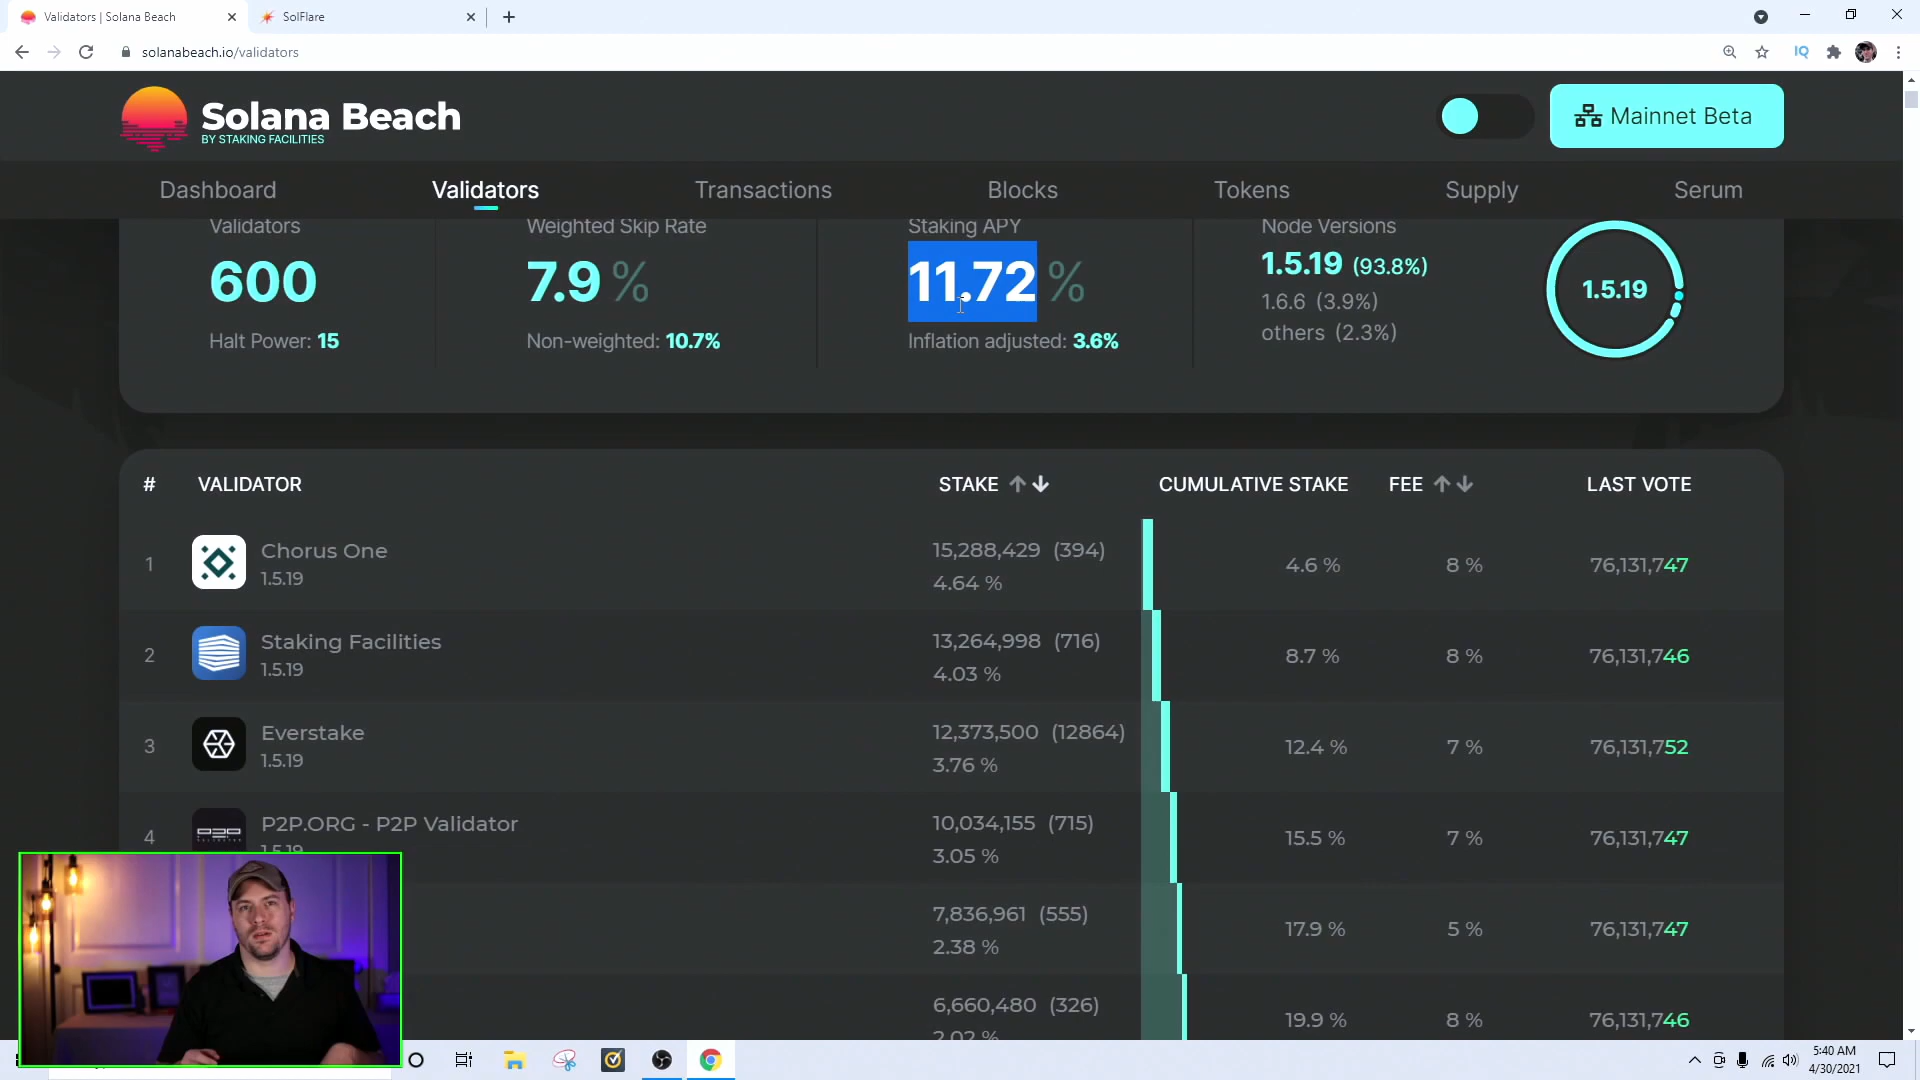 Validators | Solana Beach
SolFlare
solanabeach.io/validators
IQ
Solana Beach
BY STAKING FACILITIES
Mainnet Beta
Dashboard
Validators
Transactions
Blocks
Tokens
Supply
Serum
Validators
600
Halt Power: 15
Weighted Skip Rate
7.9 %
Non-weighted: 10.7%
Staking APY
11.72 %
Inflation adjusted: 3.6%
Node Versions
1.5.19 (93.8%)
1.6.6 (3.9%)
others (2.3%)
1.5.19
# VALIDATOR STAKE CUMULATIVE STAKE FEE LAST VOTE
1 Chorus One 15,288,429 (394) 4.6 % 8 % 76,131,747
1.5.19 4.64 %
2 Staking Facilities 13,264,998 (716) 8.7 % 8 % 76,131,746
1.5.19 4.03 %
3 Everstake 12,373,500 (12864) 12.4 % 7 % 76,131,752
1.5.19 3.76 %
4 P2P.ORG - P2P Validator 10,034,155 (715) 15.5 % 7 % 76,131,747
1.5.19 3.05 %
7,836,961 (555) 17.9 % 5 % 76,131,747
2.38 %
6,660,480 (326) 19.9 % 8 % 76,131,746
2.02 %
5:40 AM
4/30/2021